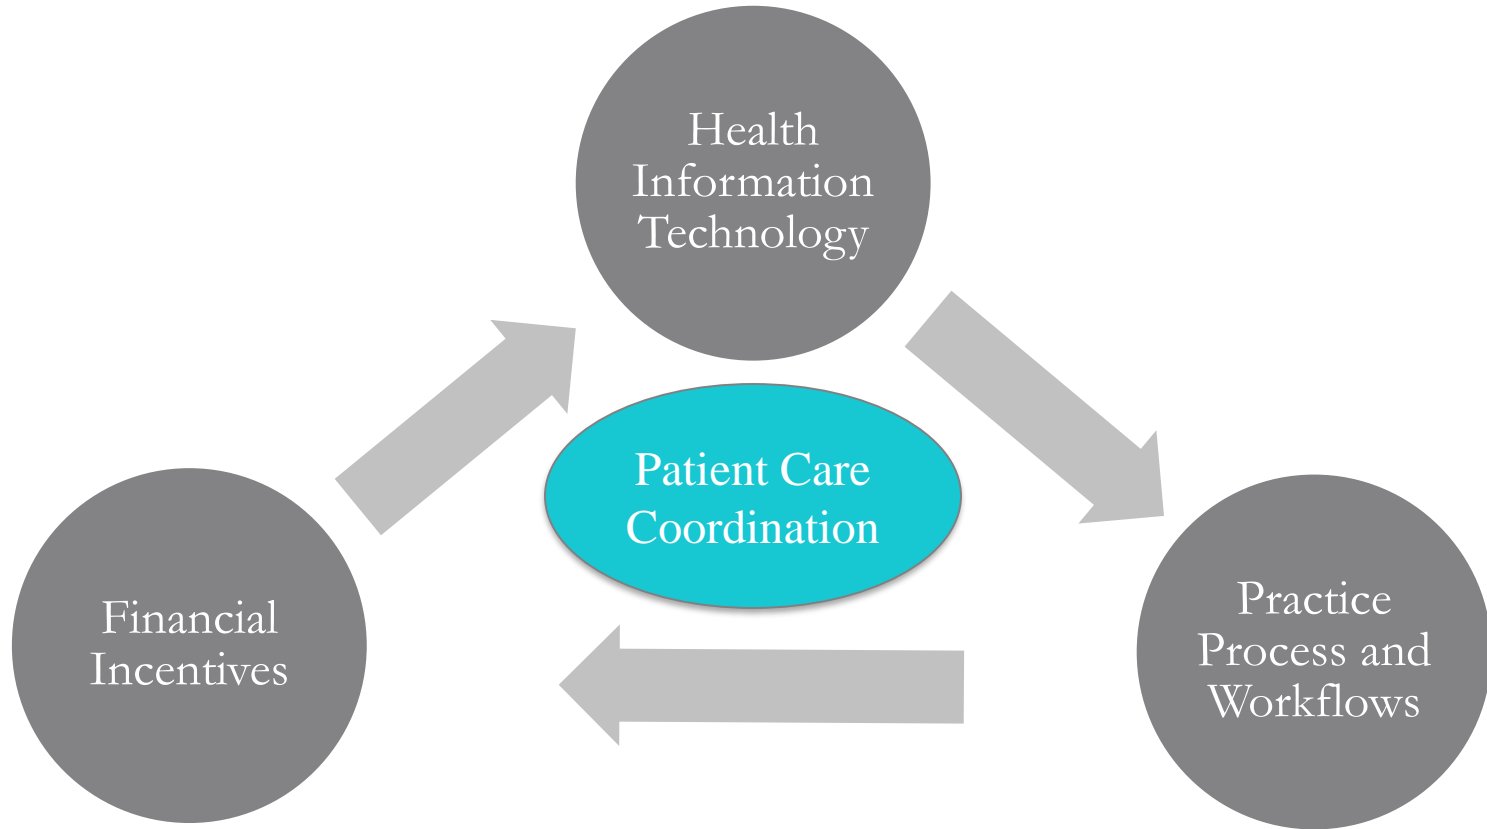 Health
Information
Technology
Patient Care
Coordination
Financial
Incentives
Practice
Process and
Workflows